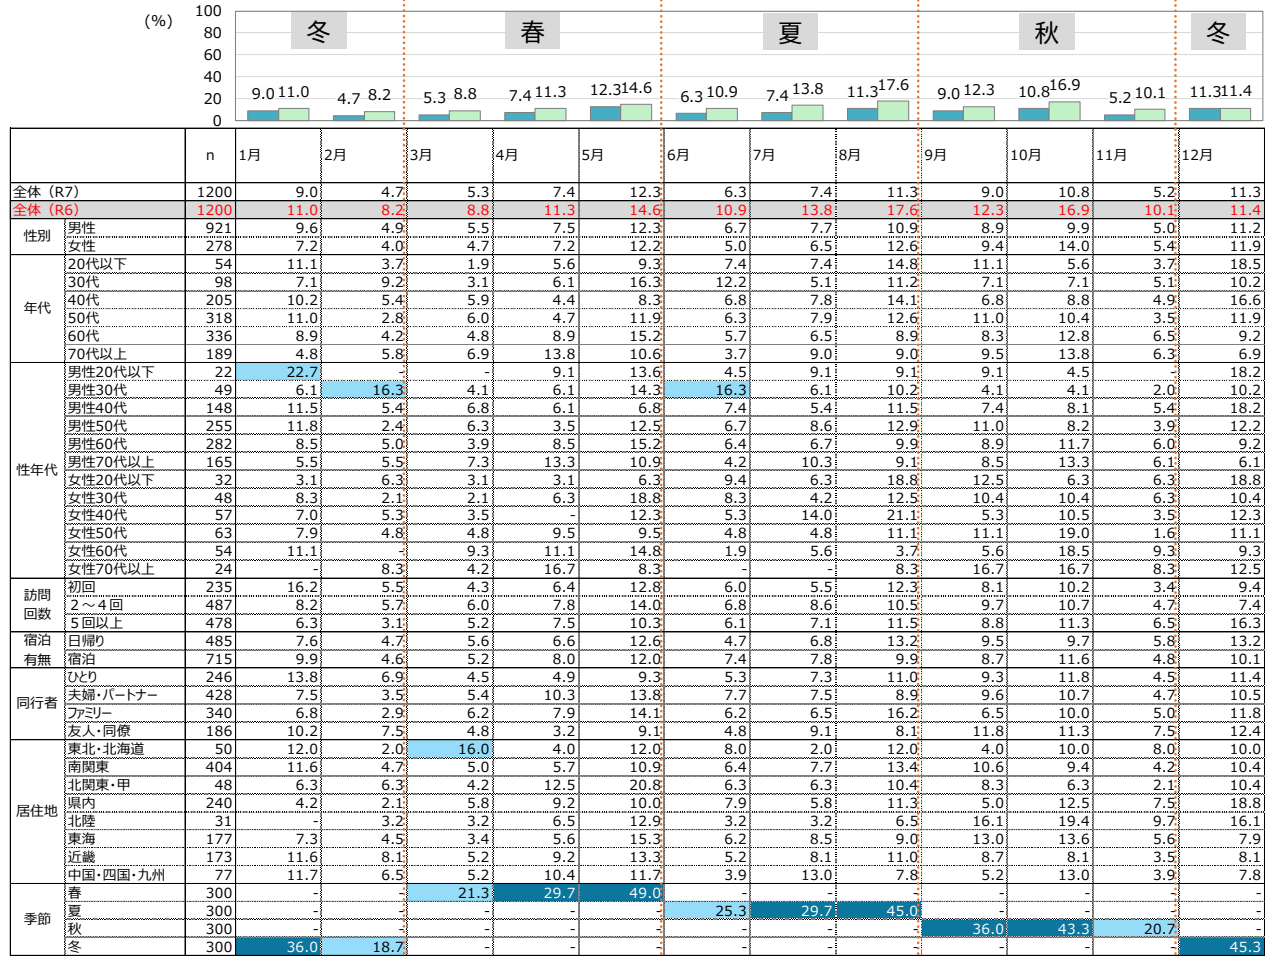 (%)
100
80
60
40
20
0
冬 春 夏 秋 冬
9.0 11.0 4.7 8.2 5.3 8.8 7.4 11.3 12.3 14.6 6.3 10.9 7.4 13.8 11.3 17.6 9.0 12.3 10.8 16.9 5.2 10.1 11.3 11.4
n 1月 2月 3月 4月 5月 6月 7月 8月 9月 10月 11月 12月
全体（R7） 1200 9.0 4.7 5.3 7.4 12.3 6.3 7.4 11.3 9.0 10.8 5.2 11.3
全体（R6） 1200 11.0 8.2 8.8 11.3 14.6 10.9 13.8 17.6 12.3 16.9 10.1 11.4
性別
男性 921 9.6 4.9 5.5 7.5 12.3 6.7 7.7 10.9 8.9 9.9 5.0 11.2
女性 278 7.2 4.0 4.7 7.2 12.2 5.0 6.5 12.6 9.4 14.0 5.4 11.9
年代
20代以下 54 11.1 3.7 1.9 5.6 9.3 7.4 7.4 14.8 11.1 5.6 3.7 18.5
30代 98 7.1 9.2 3.1 6.1 16.3 12.2 5.1 11.2 7.1 7.1 5.1 10.2
40代 205 10.2 5.4 5.9 4.4 8.3 6.8 7.8 14.1 6.8 8.8 4.9 16.6
50代 318 11.0 2.8 6.0 4.7 11.9 6.3 7.9 12.6 11.0 10.4 3.5 11.9
60代 336 8.9 4.2 4.8 8.9 15.2 5.7 6.5 8.9 8.3 12.8 6.5 9.2
70代以上 189 4.8 5.8 6.9 13.8 10.6 3.7 9.0 9.0 9.5 13.8 6.3 6.9
性年代
男性20代以下 22 22.7 - - 9.1 13.6 4.5 9.1 9.1 9.1 4.5 - 18.2
男性30代 49 6.1 16.3 4.1 6.1 14.3 16.3 6.1 10.2 4.1 4.1 2.0 10.2
男性40代 148 11.5 5.4 6.8 6.1 6.8 7.4 5.4 11.5 7.4 8.1 5.4 18.2
男性50代 255 11.8 2.4 6.3 3.5 12.5 6.7 8.6 12.9 11.0 8.2 3.9 12.2
男性60代 282 8.5 5.0 3.9 8.5 15.2 6.4 6.7 9.9 8.9 11.7 6.0 9.2
男性70代以上 165 5.5 5.5 7.3 13.3 10.9 4.2 10.3 9.1 8.5 13.3 6.1 6.1
女性20代以下 32 3.1 6.3 3.1 3.1 6.3 9.4 6.3 18.8 12.5 6.3 6.3 18.8
女性30代 48 8.3 2.1 2.1 6.3 18.8 8.3 4.2 12.5 10.4 10.4 6.3 10.4
女性40代 57 7.0 5.3 3.5 - 12.3 5.3 14.0 21.1 5.3 10.5 3.5 12.3
女性50代 63 7.9 4.8 4.8 9.5 9.5 4.8 4.8 11.1 11.1 19.0 1.6 11.1
女性60代 54 11.1 - 9.3 11.1 14.8 1.9 5.6 3.7 5.6 18.5 9.3 9.3
女性70代以上 24 - 8.3 4.2 16.7 8.3 - - 8.3 16.7 16.7 8.3 12.5
訪問回数
初回 235 16.2 5.5 4.3 6.4 12.8 6.0 5.5 12.3 8.1 10.2 3.4 9.4
２～４回 487 8.2 5.7 6.0 7.8 14.0 6.8 8.6 10.5 9.7 10.7 4.7 7.4
５回以上 478 6.3 3.1 5.2 7.5 10.3 6.1 7.1 11.5 8.8 11.3 6.5 16.3
宿泊有無
日帰り 485 7.6 4.7 5.6 6.6 12.6 4.7 6.8 13.2 9.5 9.7 5.8 13.2
宿泊 715 9.9 4.6 5.2 8.0 12.0 7.4 7.8 9.9 8.7 11.6 4.8 10.1
同行者
ひとり 246 13.8 6.9 4.5 4.9 9.3 5.3 7.3 11.0 9.3 11.8 4.5 11.4
夫婦・パートナー 428 7.5 3.5 5.4 10.3 13.8 7.7 7.5 8.9 9.6 10.7 4.7 10.5
ファミリー 340 6.8 2.9 6.2 7.9 14.1 6.2 6.5 16.2 6.5 10.0 5.0 11.8
友人・同僚 186 10.2 7.5 4.8 3.2 9.1 4.8 9.1 8.1 11.8 11.3 7.5 12.4
居住地
東北・北海道 50 12.0 2.0 16.0 4.0 12.0 8.0 2.0 12.0 4.0 10.0 8.0 10.0
南関東 404 11.6 4.7 5.0 5.7 10.9 6.4 7.7 13.4 10.6 9.4 4.2 10.4
北関東・甲 48 6.3 6.3 4.2 12.5 20.8 6.3 6.3 10.4 8.3 6.3 2.1 10.4
県内 240 4.2 2.1 5.8 9.2 10.0 7.9 5.8 11.3 5.0 12.5 7.5 18.8
北陸 31 - 3.2 3.2 6.5 12.9 3.2 3.2 6.5 16.1 19.4 9.7 16.1
東海 177 7.3 4.5 3.4 5.6 15.3 6.2 8.5 9.0 13.0 13.6 5.6 7.9
近畿 173 11.6 8.1 5.2 9.2 13.3 5.2 8.1 11.0 8.7 8.1 3.5 8.1
中国・四国・九州 77 11.7 6.5 5.2 10.4 11.7 3.9 13.0 7.8 5.2 13.0 3.9 7.8
季節
春 300 - - 21.3 29.7 49.0 - - - - - - -
夏 300 - - - - - 25.3 29.7 45.0 - - - -
秋 300 - - - - - - - - 36.0 43.3 20.7 -
冬 300 36.0 18.7 - - - - - - - - - 45.3